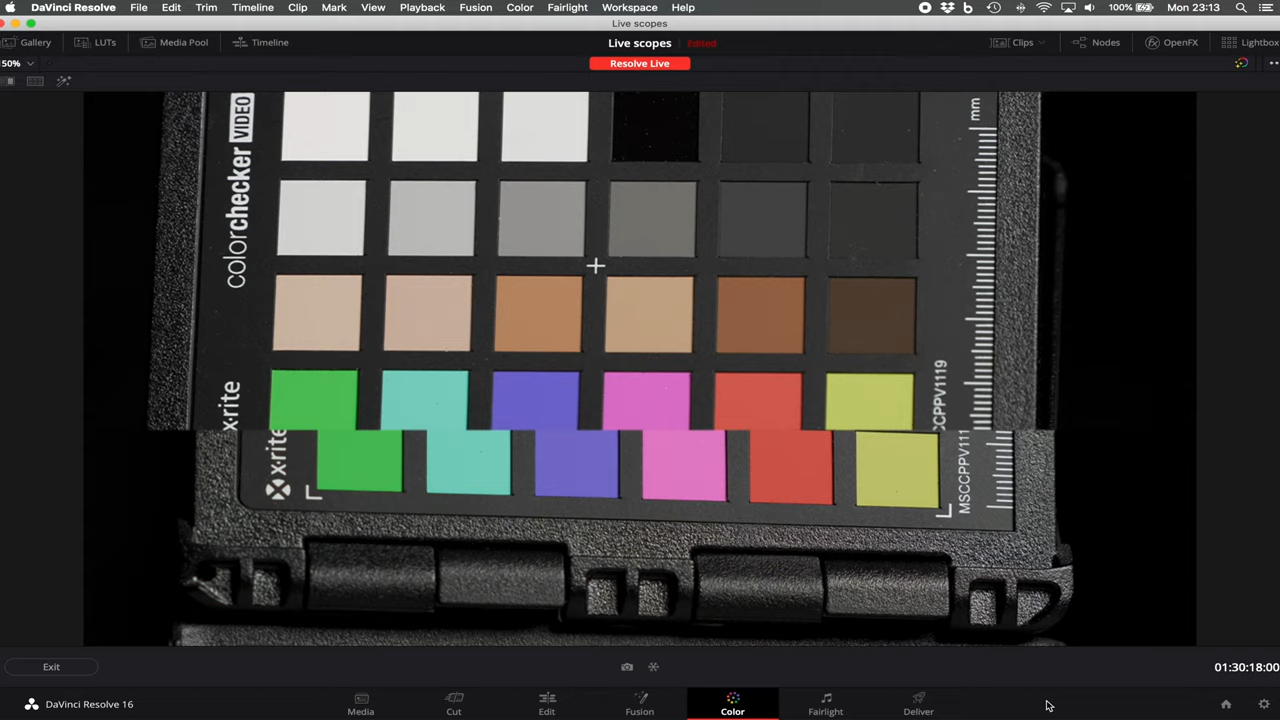 DaVinci Resolve File Edit Trim Timeline Clip Mark View Playback Fusion Color Fairlight Workspace Help 100% Mon 23:13
Live scopes
Gallery LUTs Media Pool Timeline Live scopes Edited Clips Nodes OpenFX Lightbox
50% Resolve Live
colorchecker VIDEO
mm
x·rite
CCPPV1119
x·rite
MSCCPPV111
Exit 01:30:18:00
DaVinci Resolve 16 Media Cut Edit Fusion Color Fairlight Deliver